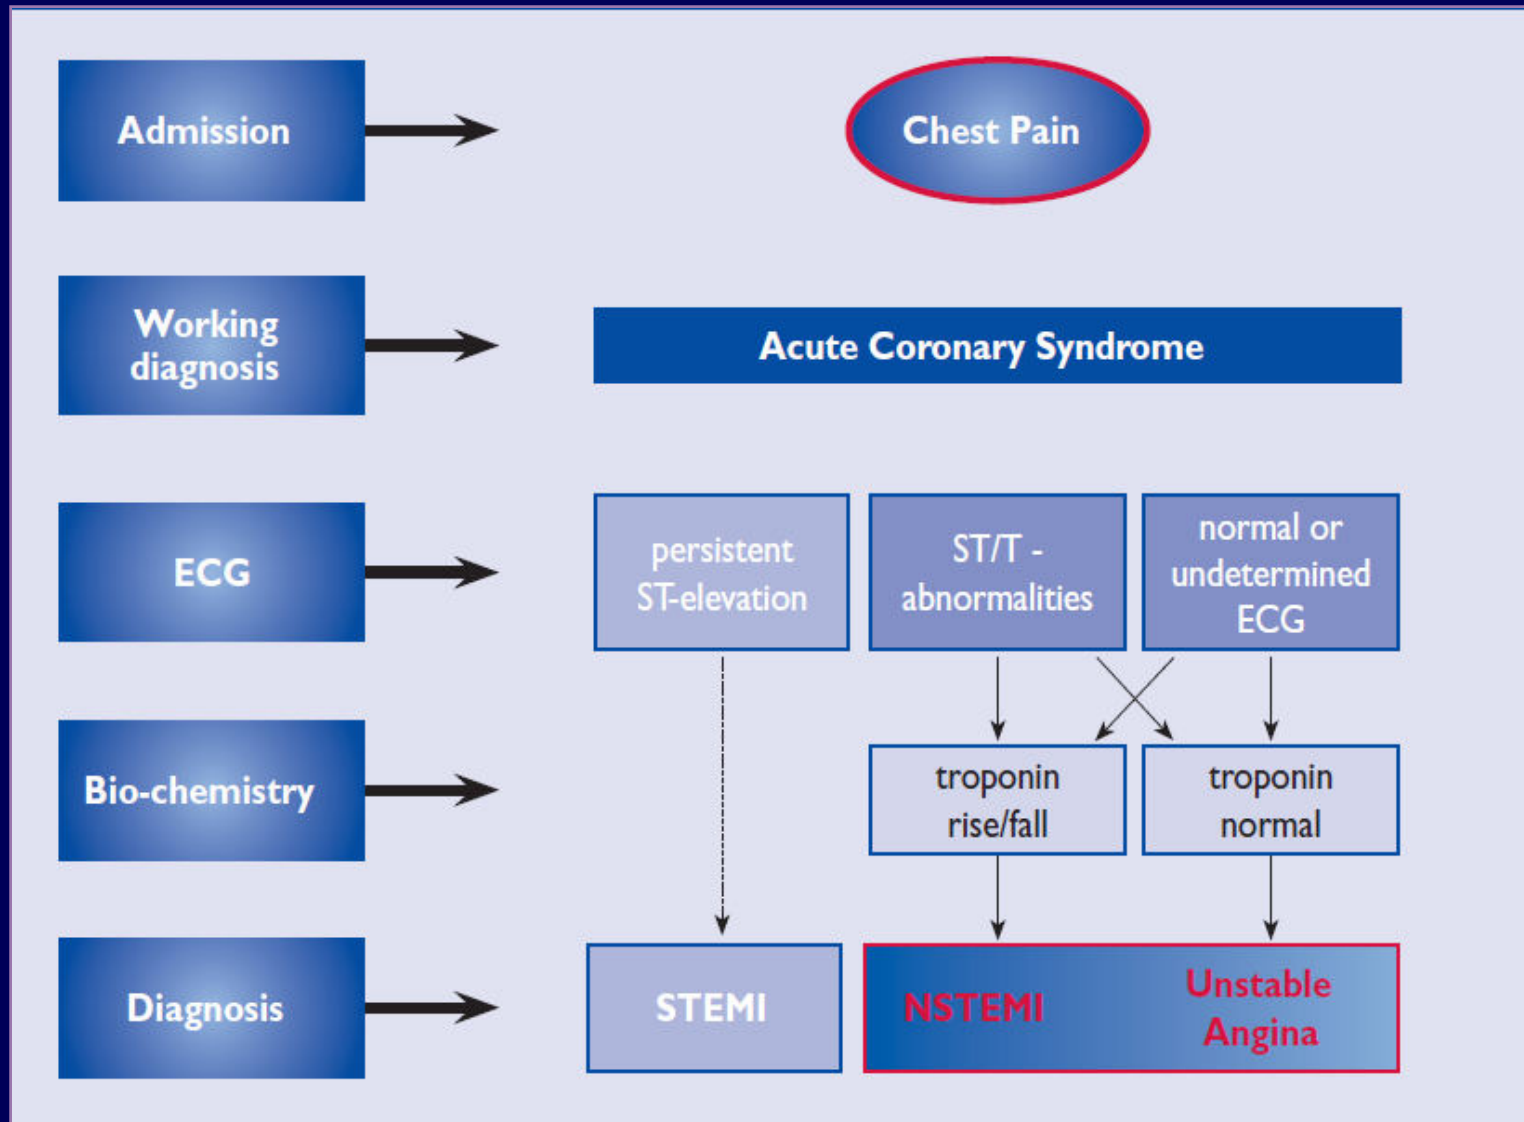 Admission
Chest Pain
Working
diagnosis
Acute Coronary Syndrome
ECG
persistent
ST-elevation
ST/T -
abnormalities
normal or
undetermined
ECG
Bio-chemistry
troponin
rise/fall
troponin
normal
Diagnosis
STEMI
NSTEMI
Unstable
Angina